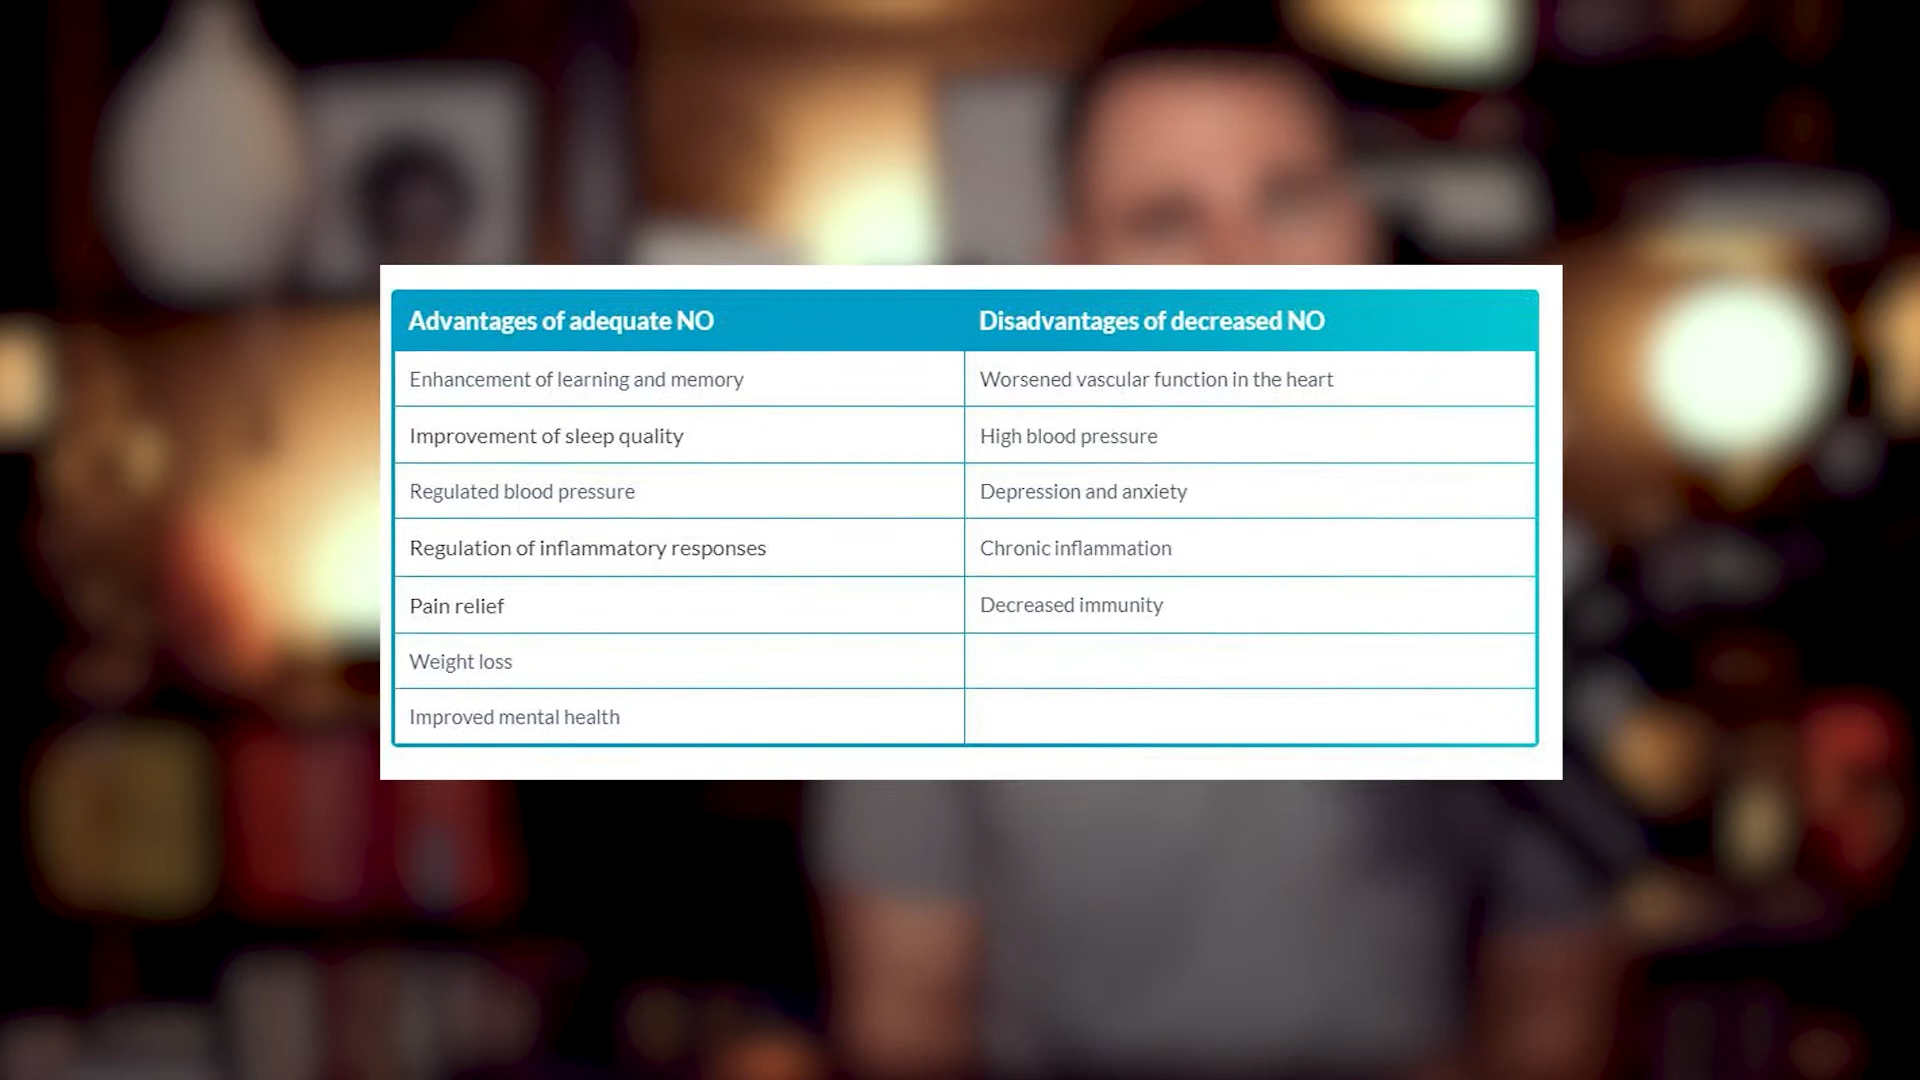 Advantages of adequate NO
Disadvantages of decreased NO
Enhancement of learning and memory
Worsened vascular function in the heart
Improvement of sleep quality
High blood pressure
Regulated blood pressure
Depression and anxiety
Regulation of inflammatory responses
Chronic inflammation
Pain relief
Decreased immunity
Weight loss
Improved mental health